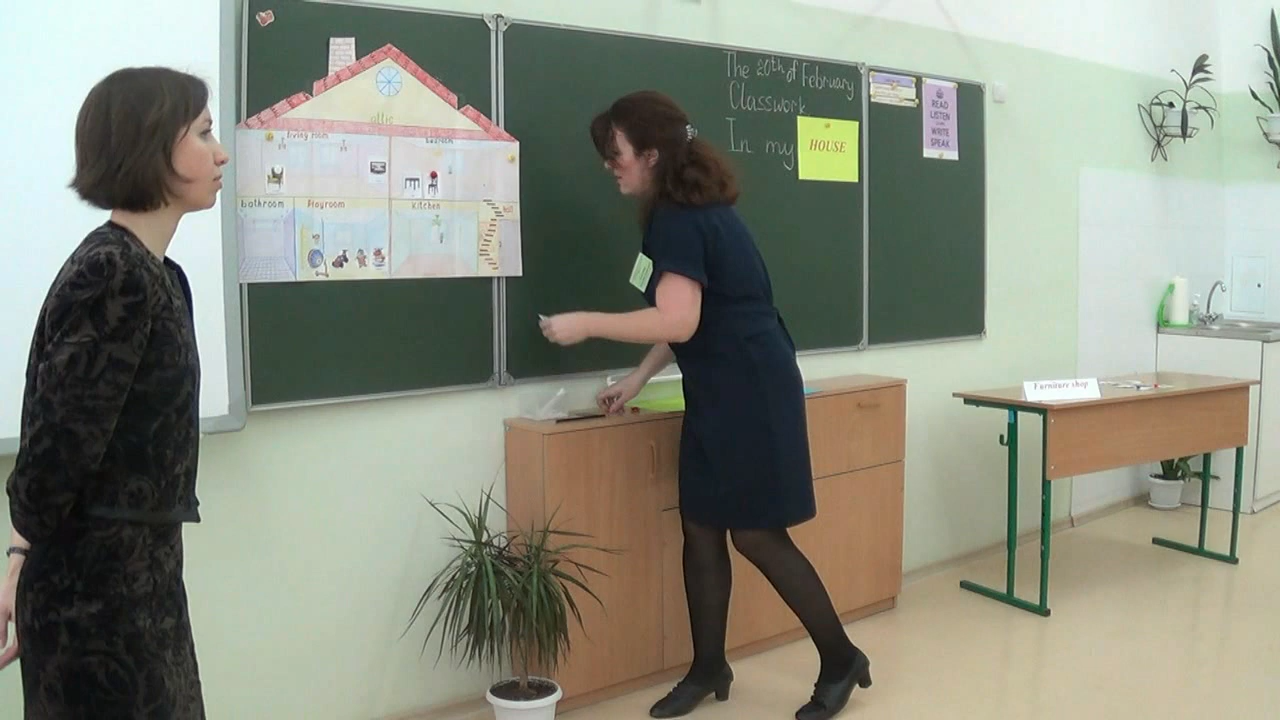 attic
living room
bedroom
bathroom
Playroom
Kitchen
hall
The 20th of February
Classwork
In my
HOUSE
READ
LISTEN
WRITE
SPEAK
Furniture shop